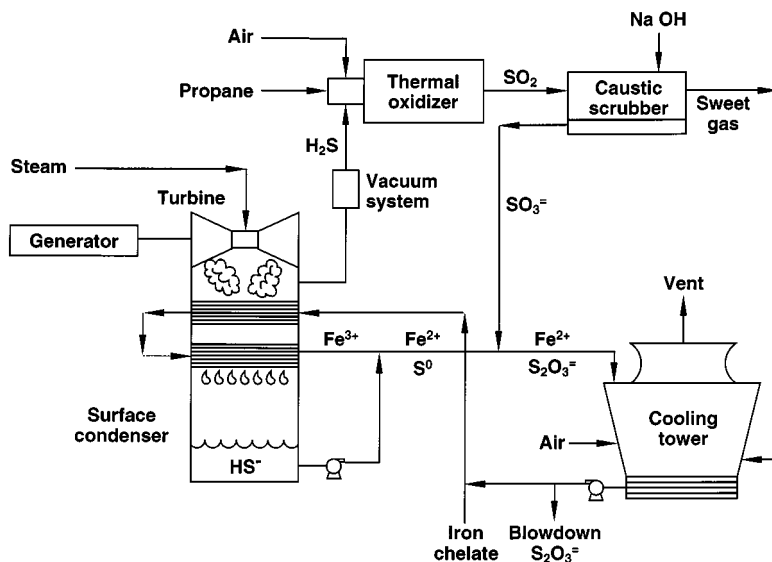 Na OH
Air
Propane
Thermal
oxidizer
SO2
Caustic
scrubber
Sweet
gas
H2S
Steam
Vacuum
system
Turbine
SO3=
Generator
Vent
Fe3+
Fe2+
S0
Fe2+
S2O3=
Surface
condenser
Cooling
tower
Air
HS-
Iron
chelate
Blowdown
S2O3=